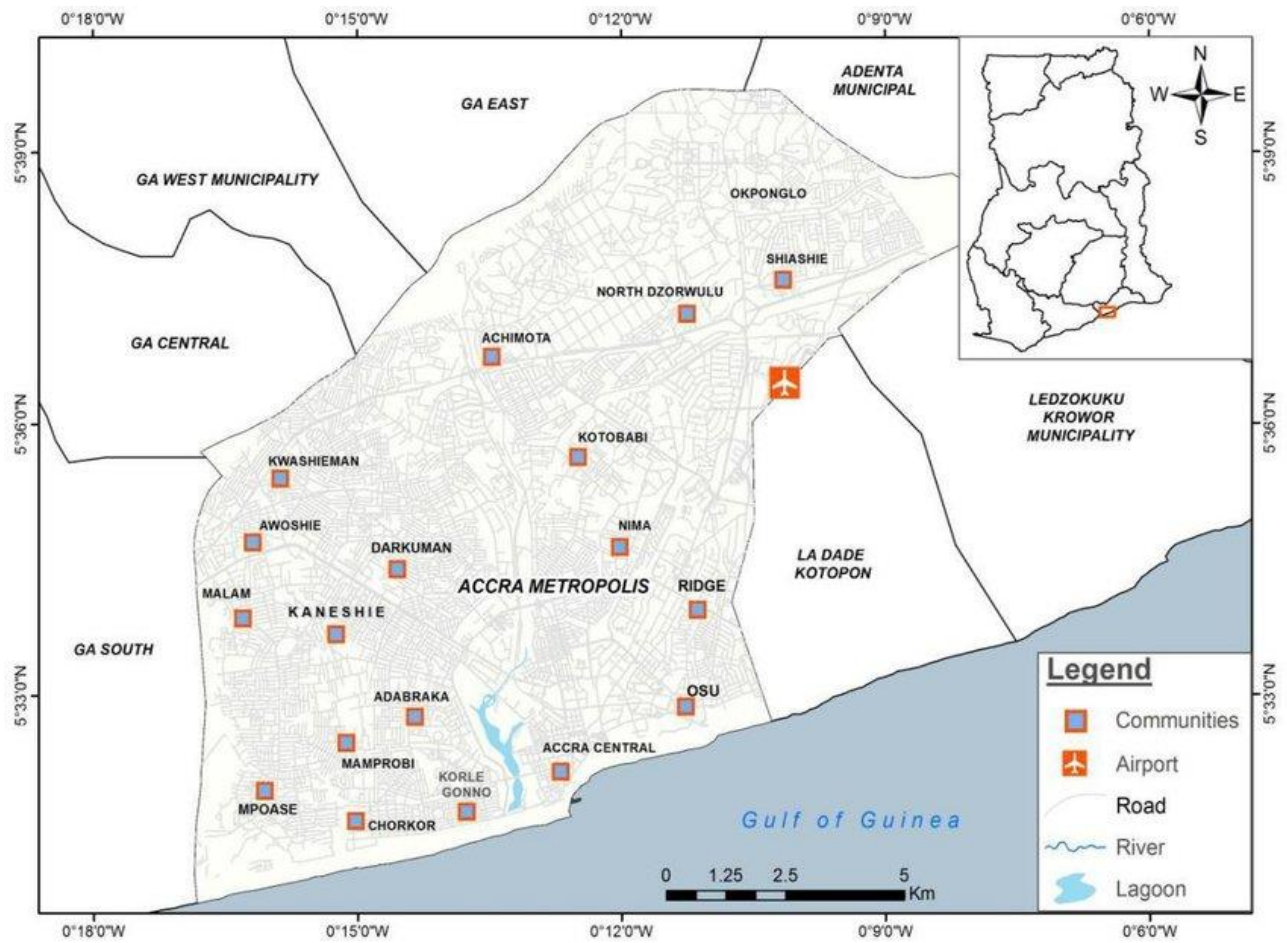 0°18'0"W 0°15'0"W 0°12'0"W 0°9'0"W 0°6'0"W
ADENTA
MUNICIPAL
GA EAST
N
W E
S
5°39'0"N 5°39'0"N
GA WEST MUNICIPALITY
OKPONGLO
SHIASHIE
NORTH DZORWULU
GA CENTRAL
ACHIMOTA
LEDZOKUKU
KROWOR
MUNICIPALITY
5°36'0"N 5°36'0"N
KOTOBABI
KWASHIEMAN
AWOSHIE
NIMA
DARKUMAN
LA DADE
KOTOPON
ACCRA METROPOLIS
RIDGE
MALAM
KANESHIE
GA SOUTH
5°33'0"N 5°33'0"N
ADABRAKA
OSU
ACCRA CENTRAL
MAMPROBI
KORLE
GONNO
MPOASE
CHORKOR
Gulf of Guinea
0 1.25 2.5 5
Km
Legend
Communities
Airport
Road
River
Lagoon
0°18'0"W 0°15'0"W 0°12'0"W 0°9'0"W 0°6'0"W